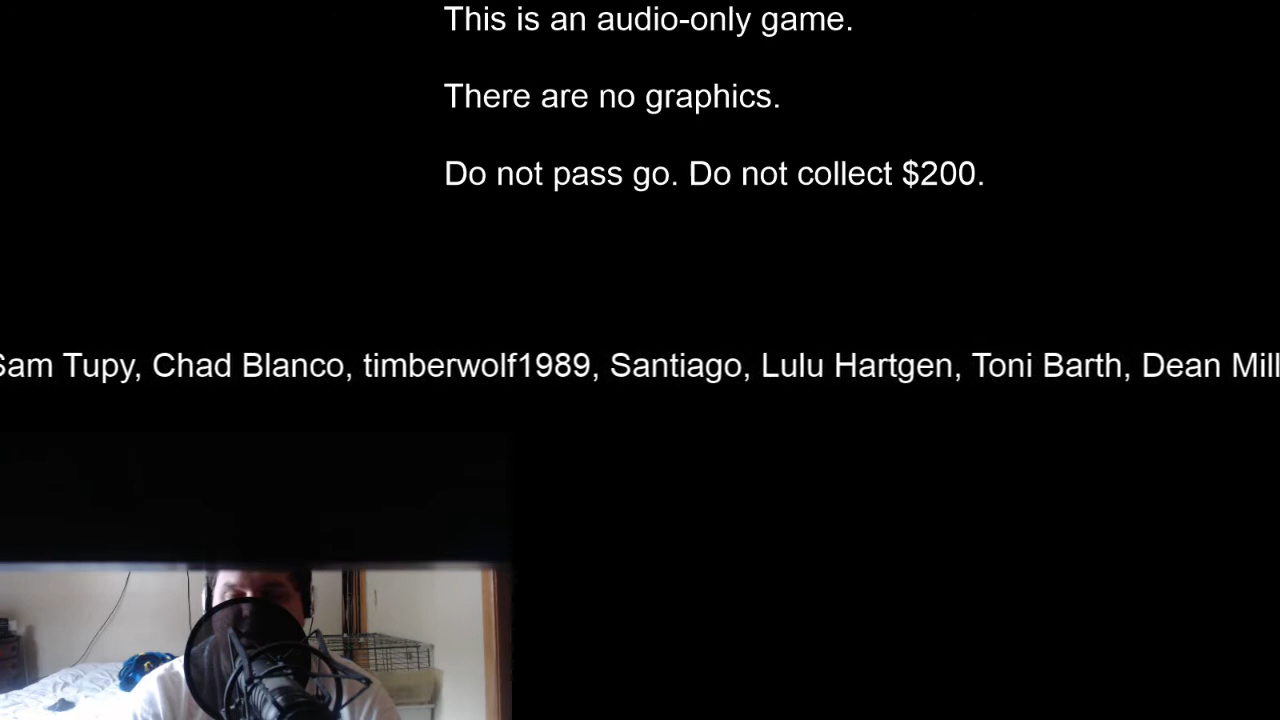 This is an audio-only game.
There are no graphics.
Do not pass go. Do not collect $200.
Sam Tupy, Chad Blanco, timberwolf1989, Santiago, Lulu Hartgen, Toni Barth, Dean Mill